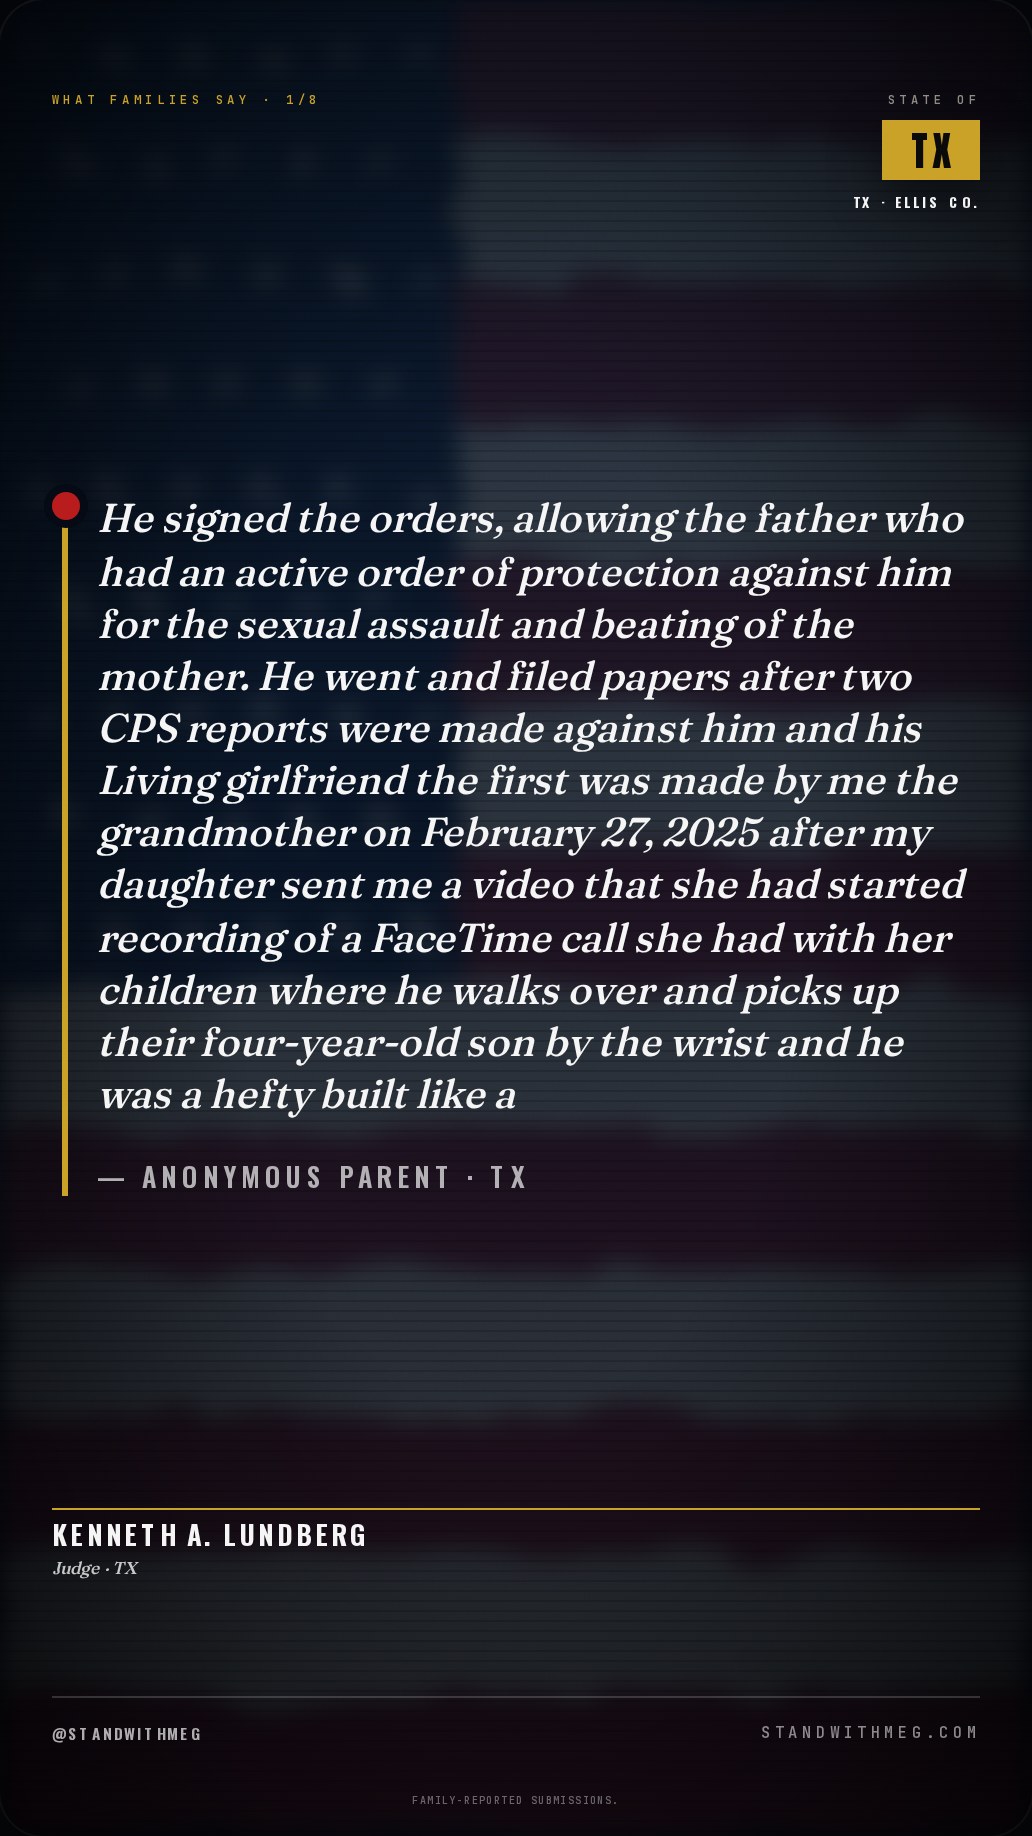 WHAT FAMILIES SAY · 1/8
STATE OF
TX
TX · ELLIS CO.
He signed the orders, allowing the father who
had an active order of protection against him
for the sexual assault and beating of the
mother. He went and filed papers after two
CPS reports were made against him and his
Living girlfriend the first was made by me the
grandmother on February 27, 2025 after my
daughter sent me a video that she had started
recording of a FaceTime call she had with her
children where he walks over and picks up
their four-year-old son by the wrist and he
was a hefty built like a
— ANONYMOUS PARENT · TX
KENNETH A. LUNDBERG
Judge · TX
@STANDWITHMEG
STANDWITHMEG.COM
FAMILY-REPORTED SUBMISSIONS.